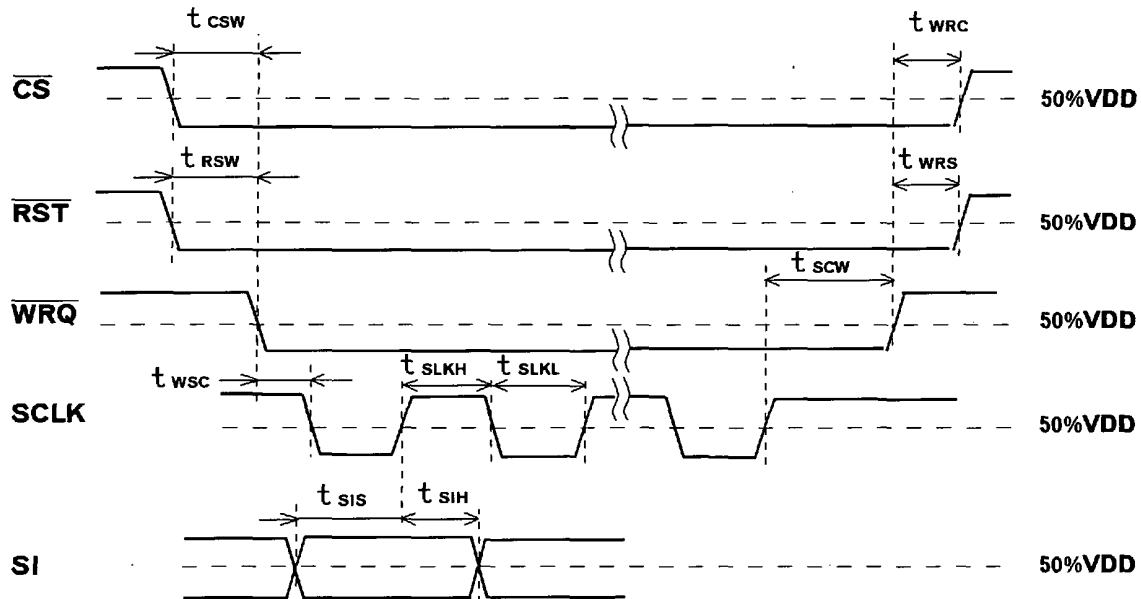 t CSW
t WRC
CS
50%VDD
t RSW
t WRS
RST
50%VDD
t SCW
WRQ
50%VDD
t WSC
t SLKH
t SLKL
SCLK
50%VDD
t SIS
t SIH
SI
50%VDD